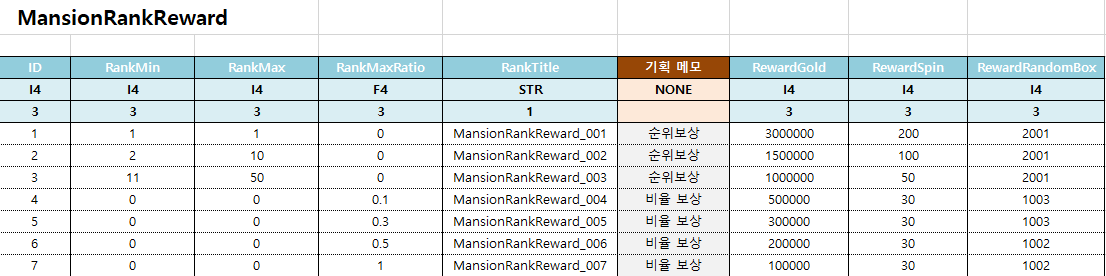 MansionRankReward
ID RankMin RankMax RankMaxRatio RankTitle 기획 메모 RewardGold RewardSpin RewardRandomBox
I4 I4 I4 F4 STR NONE I4 I4 I4
3 3 3 3 1 3 3 3
1 1 1 0 MansionRankReward_001 순위보상 3000000 200 2001
2 2 10 0 MansionRankReward_002 순위보상 1500000 100 2001
3 11 50 0 MansionRankReward_003 순위보상 1000000 50 2001
4 0 0 0.1 MansionRankReward_004 비율 보상 500000 30 1003
5 0 0 0.3 MansionRankReward_005 비율 보상 300000 30 1003
6 0 0 0.5 MansionRankReward_006 비율 보상 200000 30 1002
7 0 0 1 MansionRankReward_007 비율 보상 100000 30 1002